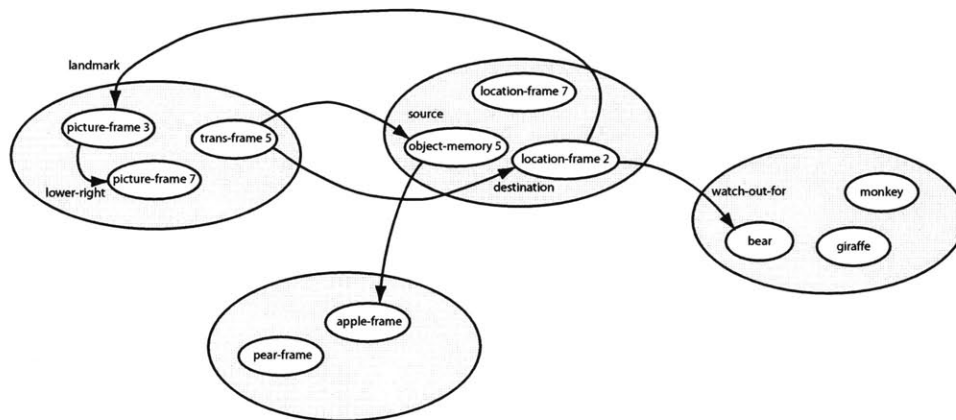 landmark
picture-frame 3
trans-frame 5
lower-right
picture-frame 7
location-frame 7
source
object-memory 5
location-frame 2
destination
watch-out-for
monkey
bear
giraffe
apple-frame
pear-frame